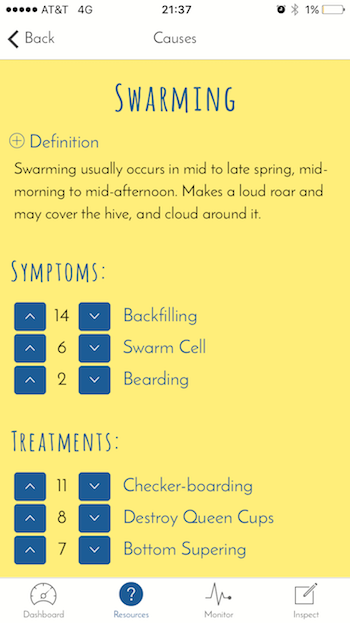 AT&T 4G 21:37 1%
Back Causes
SWARMING
Definition
Swarming usually occurs in mid to late spring, mid-
morning to mid-afternoon. Makes a loud roar and
may cover the hive, and cloud around it.
SYMPTOMS:
14 Backfilling
6 Swarm Cell
2 Bearding
TREATMENTS:
11 Checker-boarding
8 Destroy Queen Cups
7 Bottom Supering
?
Dashboard Resources Monitor Inspect